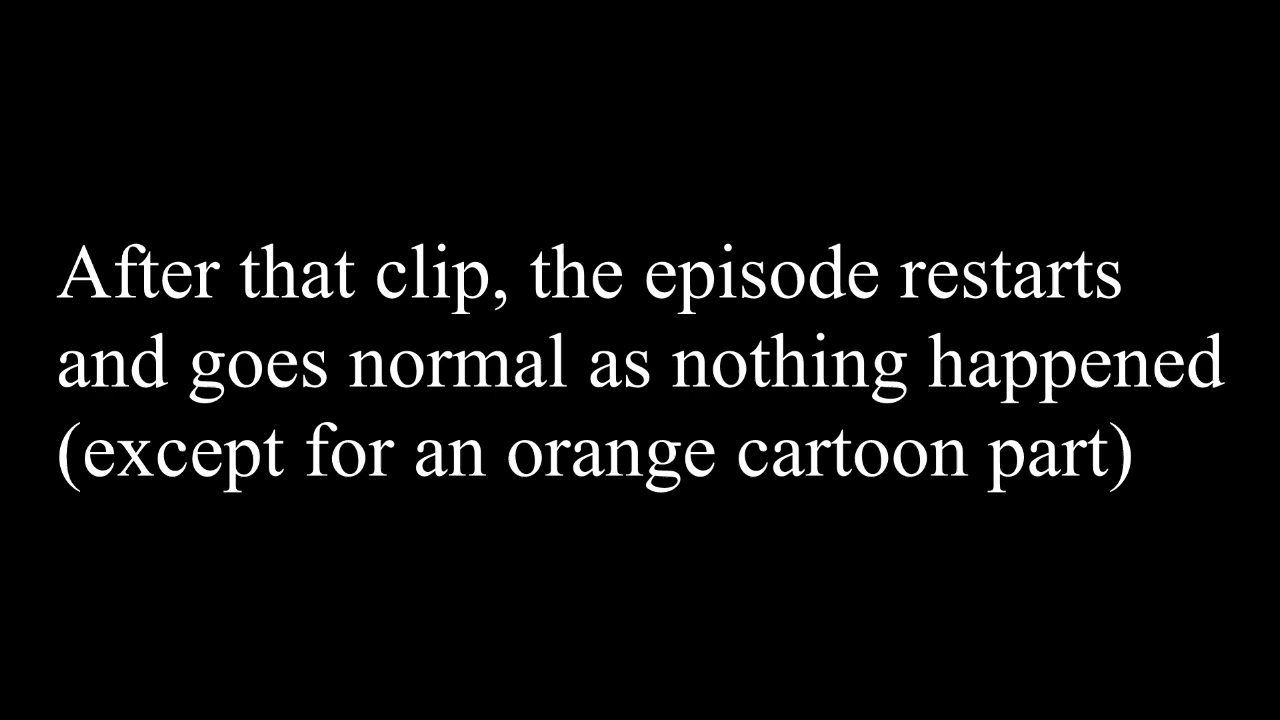 After that clip, the episode restarts
and goes normal as nothing happened
(except for an orange cartoon part)